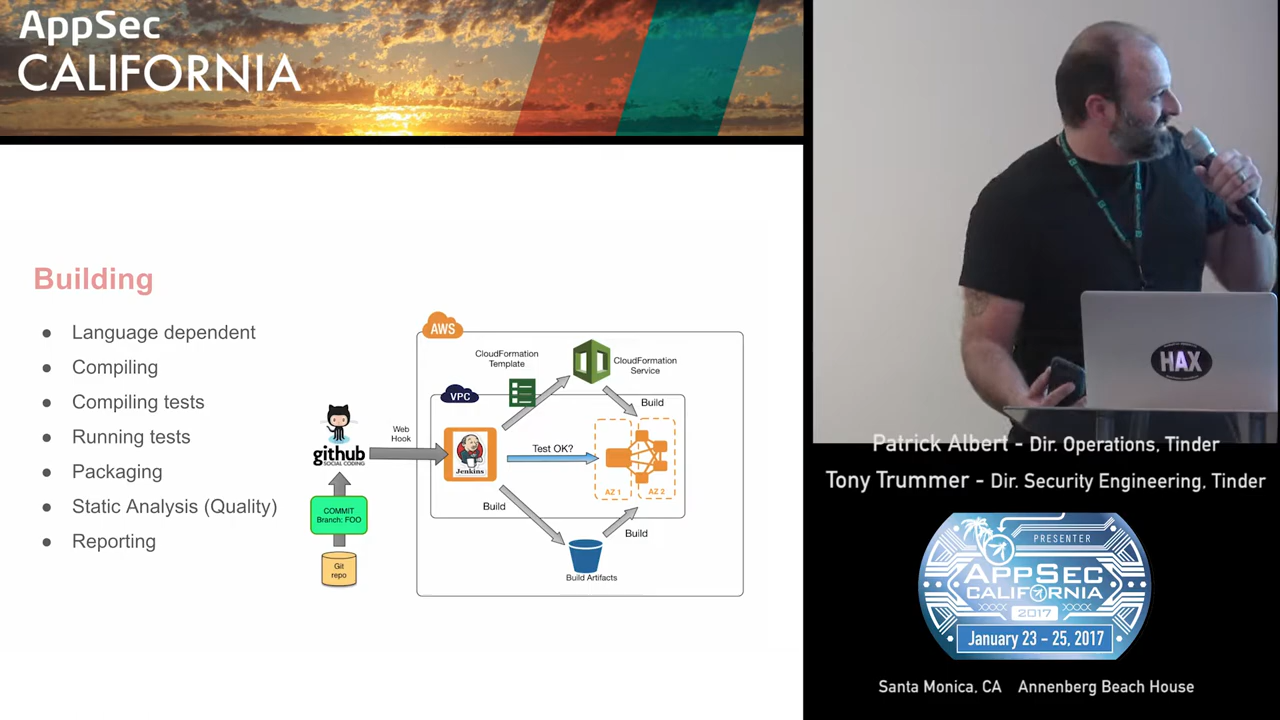 AppSec
CALIFORNIA
Building
● Language dependent
● Compiling
● Compiling tests
● Running tests
● Packaging
● Static Analysis (Quality)
● Reporting
AWS
CloudFormation
Template
CloudFormation
Service
VPC
Build
Web
Hook
github
SOCIAL CODING
Jenkins
Test OK?
AZ 1
AZ 2
COMMIT
Branch: FOO
Build
Build
Git
repo
Build Artifacts
HAX
Patrick Albert - Dir. Operations, Tinder
Tony Trummer - Dir. Security Engineering, Tinder
PRESENTER
APPSEC
CALIFORNIA
2017
January 23 - 25, 2017
Santa Monica, CA Annenberg Beach House